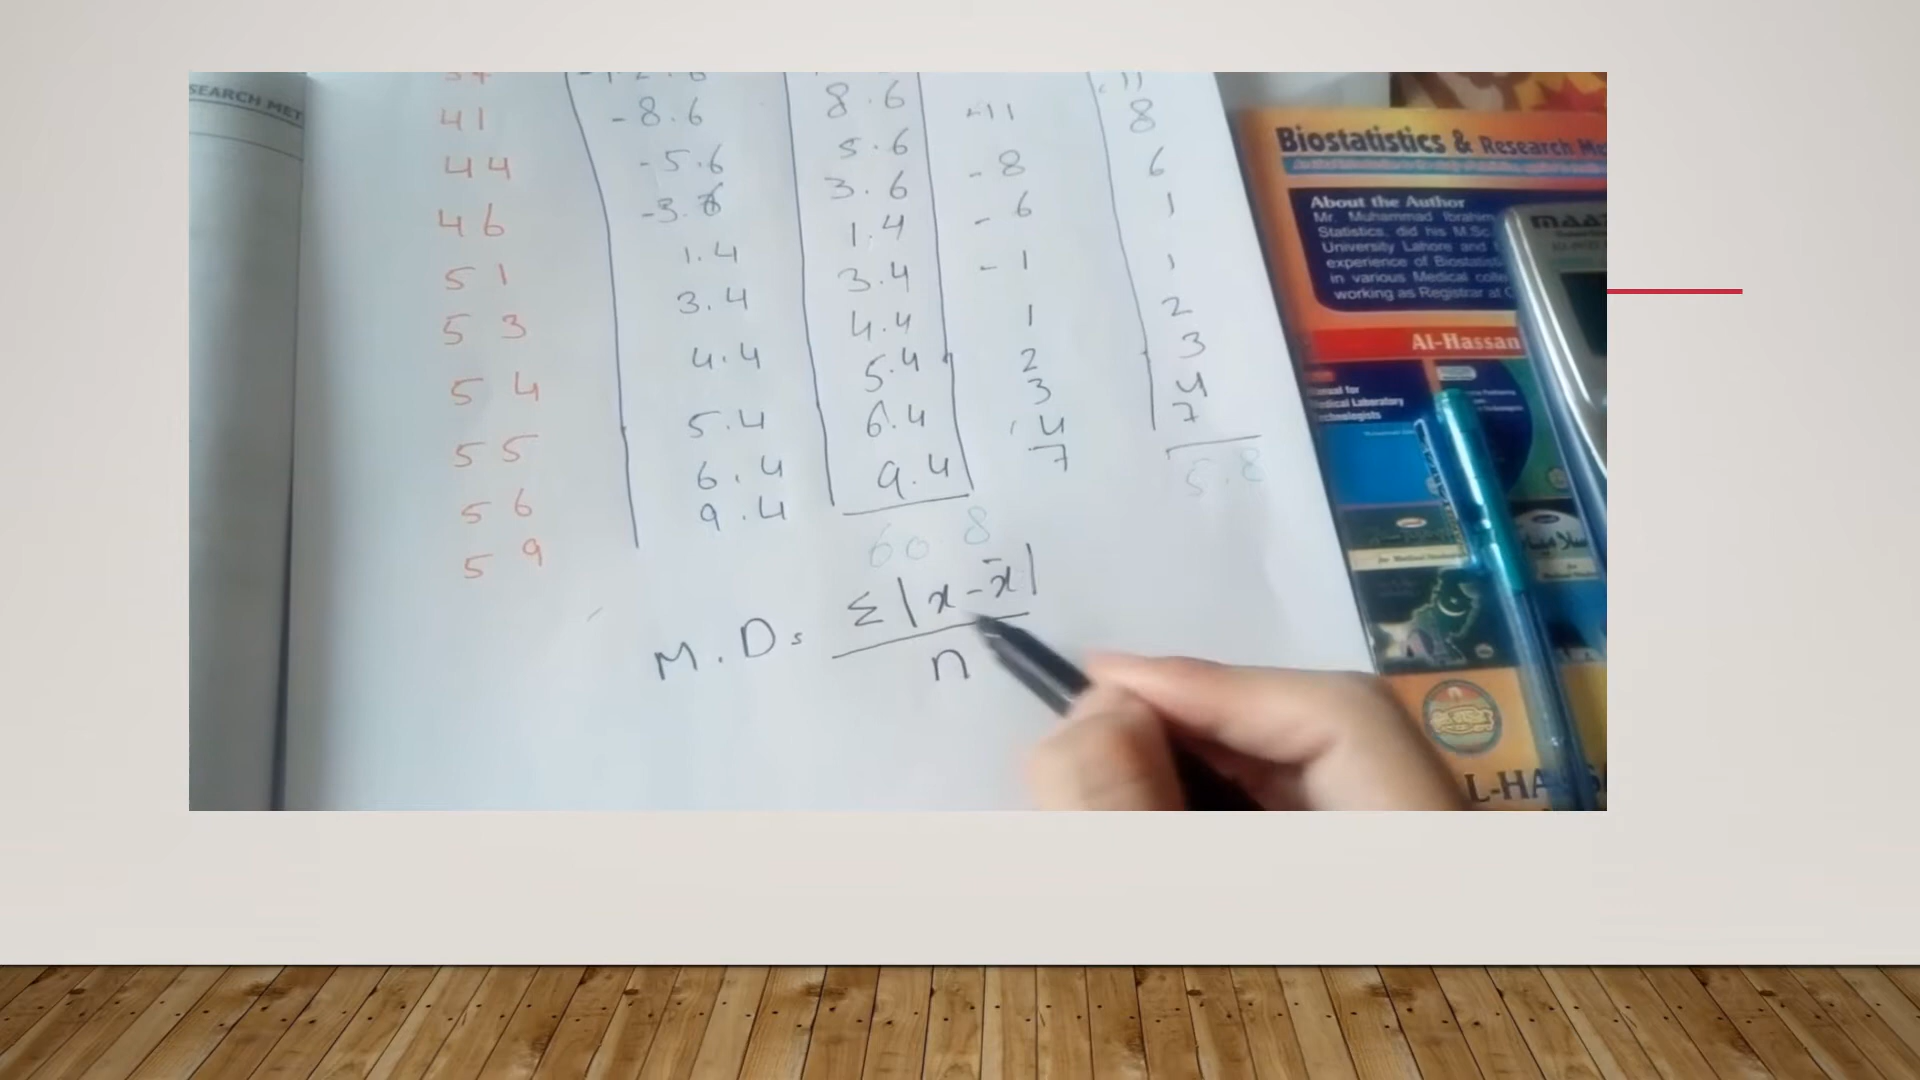 SEARCH MET
41 -8.6 8.6 -11 8
44 -5.6 5.6 -8 6
46 -3.6 3.6 -6 1
51 1.4 1.4 -1 1
53 3.4 3.4 1 2
54 4.4 4.4 2 3
55 5.4 5.4 3 4
56 6.4 6.4 4 7
59 9.4 9.4 7
60.8 5.8
M.D = Σ|x-x̄|
n
Biostatistics & Research Me
About the Author
Mr. Muhammad Ibrahim
Statistics, did his M.Sc
University Lahore and
experience of Biostatisti
in various Medical colle
working as Registrar at C
Al-Hassan
Manual for
Medical Laboratory
Technologists
for Medical
L-HA